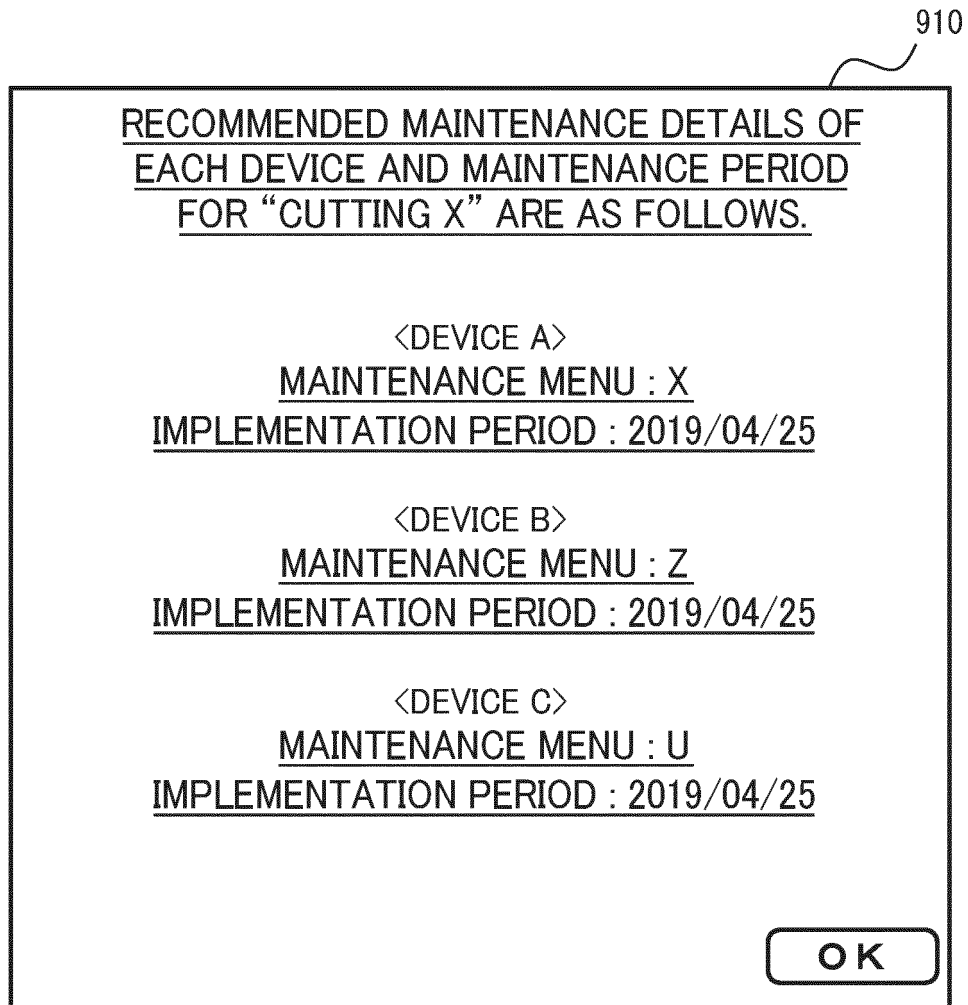 910
RECOMMENDED MAINTENANCE DETAILS OF
EACH DEVICE AND MAINTENANCE PERIOD
FOR “CUTTING X” ARE AS FOLLOWS.
<DEVICE A>
MAINTENANCE MENU : X
IMPLEMENTATION PERIOD : 2019/04/25
<DEVICE B>
MAINTENANCE MENU : Z
IMPLEMENTATION PERIOD : 2019/04/25
<DEVICE C>
MAINTENANCE MENU : U
IMPLEMENTATION PERIOD : 2019/04/25
OK